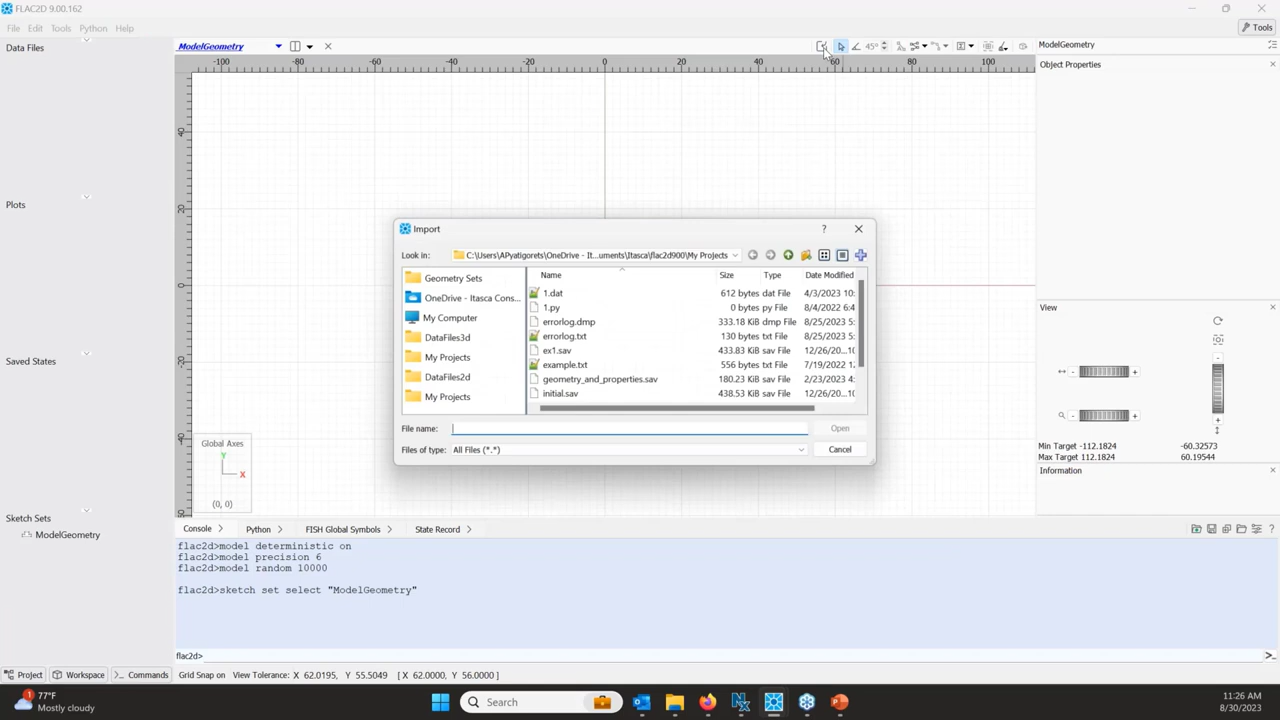 FLAC2D 9.00.162
File Edit Tools Python Help
Tools
Data Files
ModelGeometry
45°
ModelGeometry
-100 -80 -60 -40 -20 0 20 40 60 80 100
Object Properties
40
20
0
-20
-40
Plots
Saved States
Sketch Sets
ModelGeometry
Import
Look in: C:\Users\APyatigorets\OneDrive - It...uments\Itasca\flac2d900\My Projects
Geometry Sets
OneDrive - Itasca Cons...
My Computer
DataFiles3d
My Projects
DataFiles2d
My Projects
Name Size Type Date Modified
1.dat 612 bytes dat File 4/3/2023 10:
1.py 0 bytes py File 8/4/2022 6:4
errorlog.dmp 333.18 KiB dmp File 8/25/2023 5:
errorlog.txt 130 bytes txt File 8/25/2023 5:
ex1.sav 433.83 KiB sav File 12/26/20...10
example.txt 556 bytes txt File 7/19/2022 1
geometry_and_properties.sav 180.23 KiB sav File 2/23/2023 4:
initial.sav 438.53 KiB sav File 12/26/20...10
File name: Open
Files of type: All Files (*.*) Cancel
Global Axes
Y
X
(0, 0)
View
Min Target -112.1824 -60.32573
Max Target 112.1824 60.19544
Information
Console Python FISH Global Symbols State Record
flac2d>model deterministic on
flac2d>model precision 6
flac2d>model random 10000
flac2d>sketch set select "ModelGeometry"
flac2d>
Project Workspace Commands Grid Snap on View Tolerance: X 62.0195, Y 55.5049 [ X 62.0000, Y 56.0000 ]
1
77°F
Mostly cloudy
Search
11:26 AM
8/30/2023